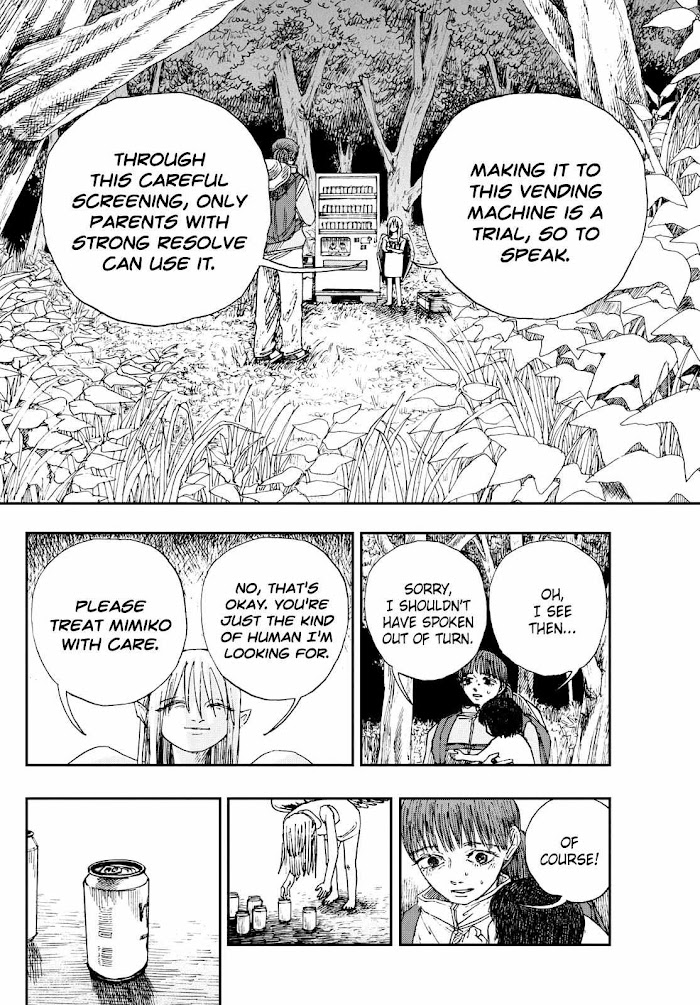 MAKING IT TO
THIS VENDING
MACHINE IS A
TRIAL, SO TO
SPEAK.
THROUGH
THIS CAREFUL
SCREENING, ONLY
PARENTS WITH
STRONG RESOLVE
CAN USE IT.
OH,
I SEE
THEN...
SORRY,
I SHOULDN'T
HAVE SPOKEN
OUT OF TURN.
NO, THAT'S
OKAY. YOU'RE
JUST THE KIND
OF HUMAN I'M
LOOKING FOR.
PLEASE
TREAT MIMIKO
WITH CARE.
OF
COURSE!